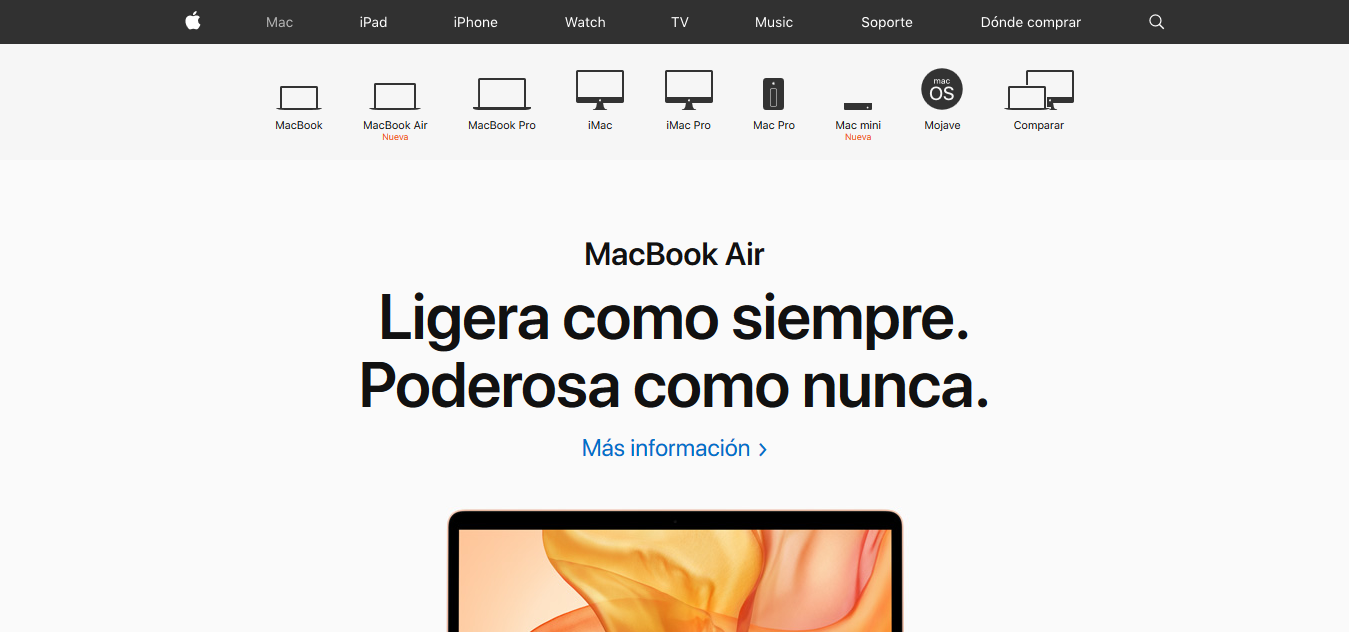 Mac iPad iPhone Watch TV Music Soporte Dónde comprar
mac
OS
MacBook MacBook Air MacBook Pro iMac iMac Pro Mac Pro Mac mini Mojave Comparar
Nueva Nueva
MacBook Air
Ligera como siempre.
Poderosa como nunca.
Más información >